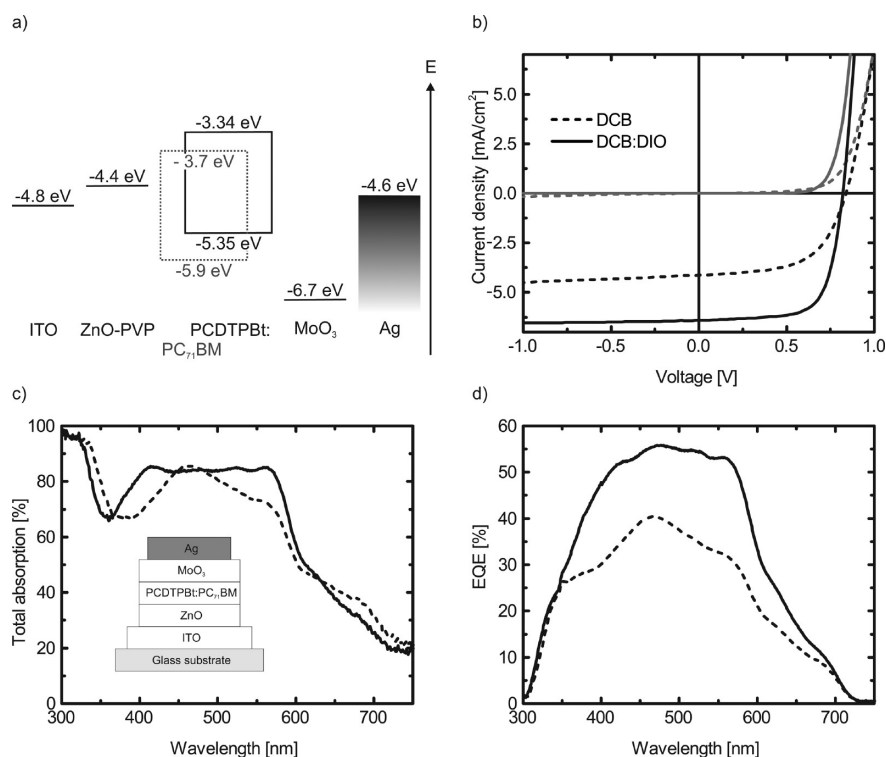 a)
E
-3.34 eV
- 3.7 eV
-4.4 eV
-4.6 eV
-4.8 eV
-5.35 eV
-5.9 eV
-6.7 eV
ITO ZnO-PVP PCDTPBt: MoO₃ Ag
PC₇₁BM
b)
Current density [mA/cm²]
5.0
2.5
0.0
-2.5
-5.0
DCB
DCB:DIO
-1.0 -0.5 0.0 0.5 1.0
Voltage [V]
c)
Total absorption [%]
100
80
60
40
20
0
Ag
MoO₃
PCDTPBt:PC₇₁BM
ZnO
ITO
Glass substrate
300 400 500 600 700
Wavelength [nm]
d)
EQE [%]
60
50
40
30
20
10
0
300 400 500 600 700
Wavelength [nm]